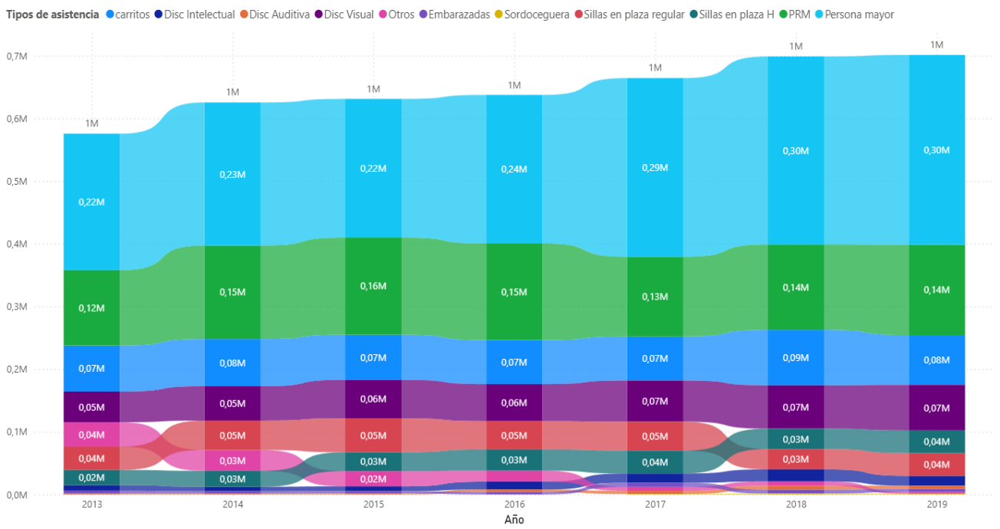 Tipos de asistencia carritos Disc Intelectual Disc Auditiva Disc Visual Otros Embarazadas Sordoceguera Sillas en plaza regular Sillas en plaza H PRM Persona mayor
1M
0,7M
1M
1M
1M
1M
1M
1M
0,6M
0,5M
0,4M
0,3M
0,2M
0,1M
0,0M
0,22M
0,12M
0,07M
0,05M
0,04M
0,04M
0,02M
0,23M
0,15M
0,08M
0,05M
0,05M
0,03M
0,03M
0,22M
0,16M
0,07M
0,06M
0,05M
0,03M
0,02M
0,24M
0,15M
0,07M
0,06M
0,05M
0,03M
0,29M
0,13M
0,07M
0,07M
0,05M
0,04M
0,30M
0,14M
0,09M
0,07M
0,03M
0,03M
0,30M
0,14M
0,08M
0,07M
0,04M
0,04M
2013 2014 2015 2016 2017 2018 2019
Año